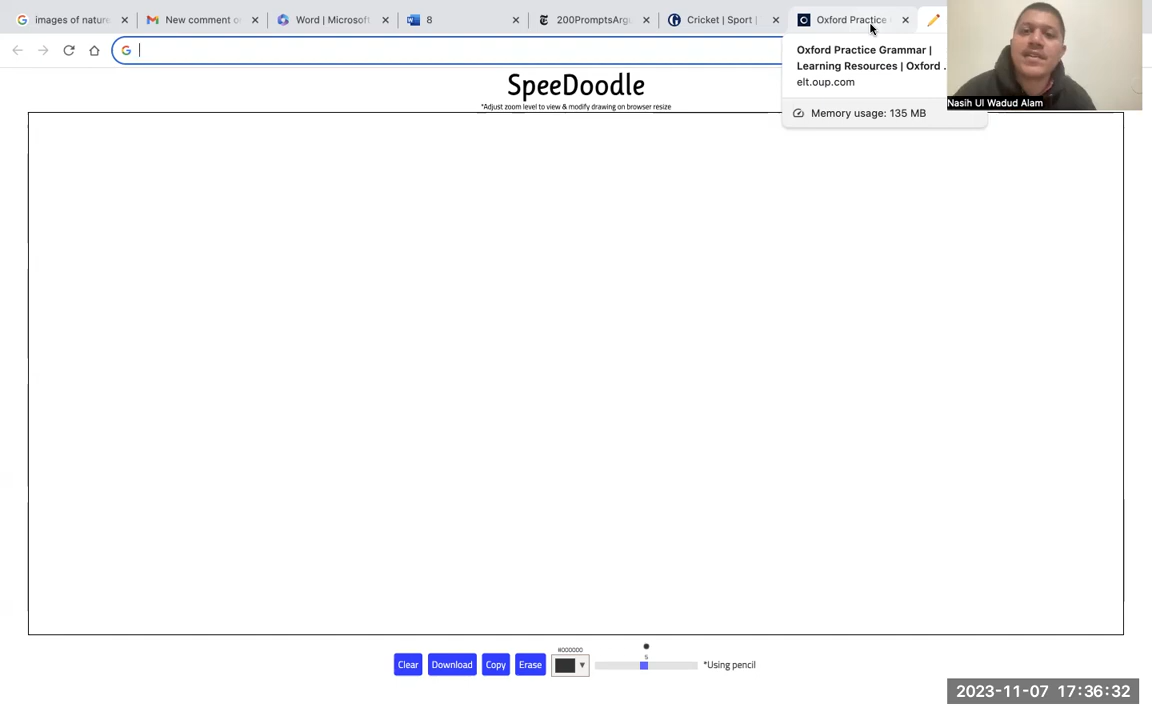 images of nature
New comment o
Word | Microsoft
8
200PromptsArgu
Cricket | Sport |
Oxford Practice
Oxford Practice Grammar |
Learning Resources | Oxford .
elt.oup.com
Memory usage: 135 MB
Nasih Ul Wadud Alam
SpeeDoodle
*Adjust zoom level to view & modify drawing on browser resize
Clear
Download
Copy
Erase
#000000
5
*Using pencil
2023-11-07 17:36:32